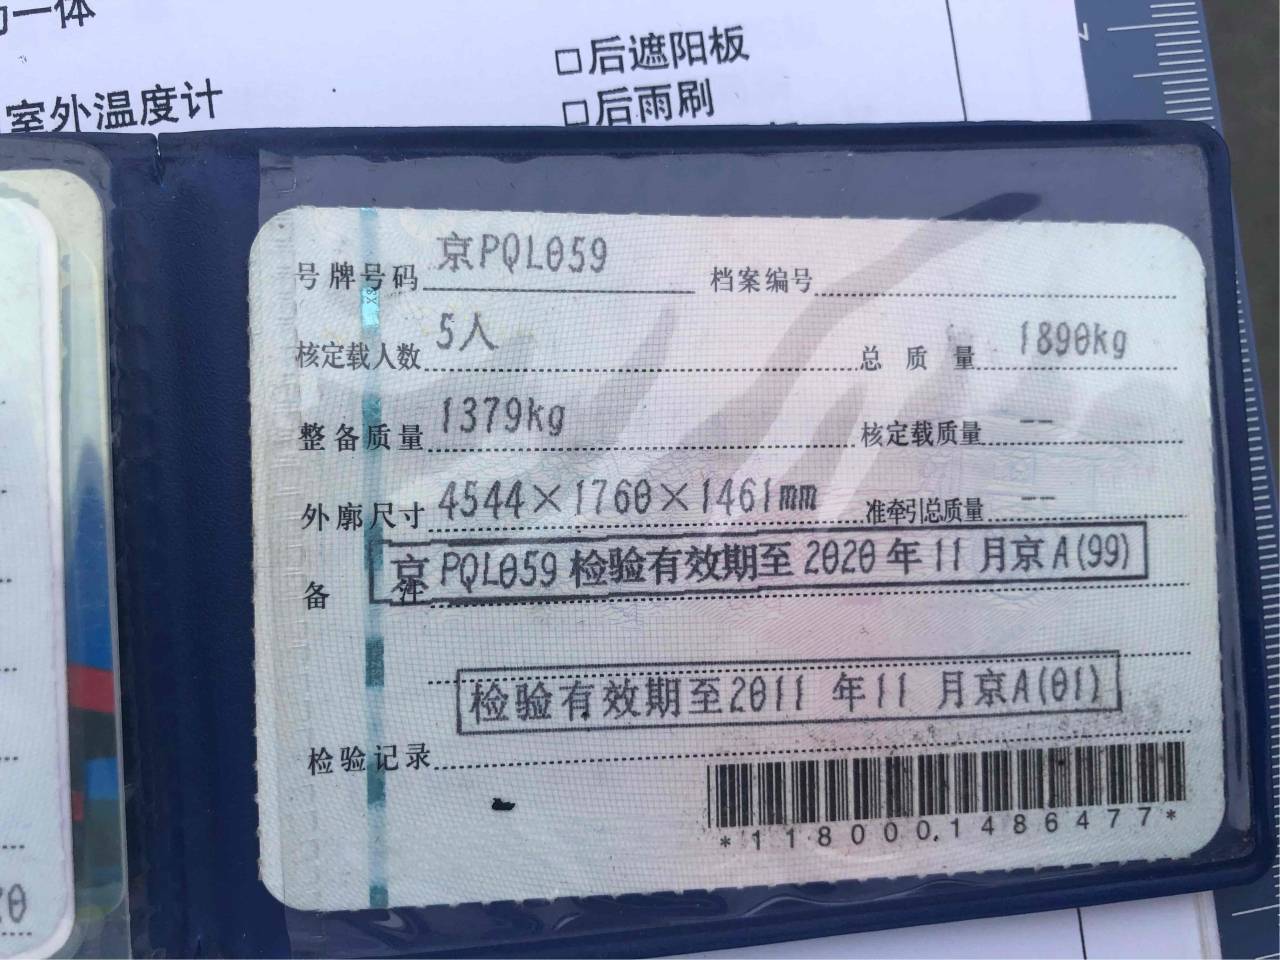 一体
□后遮阳板
室外温度计
□后雨刷
号牌号码 京PQL059 档案编号
核定载人数 5人 总质量 1890kg
整备质量 1379kg 核定载质量 --
外廓尺寸 4544×1760×1461mm 准牵引总质量 --
备注 京PQL059检验有效期至2020年11月京A(99)
检验有效期至2011年11月京A(01)
检验记录
*1180001486477*